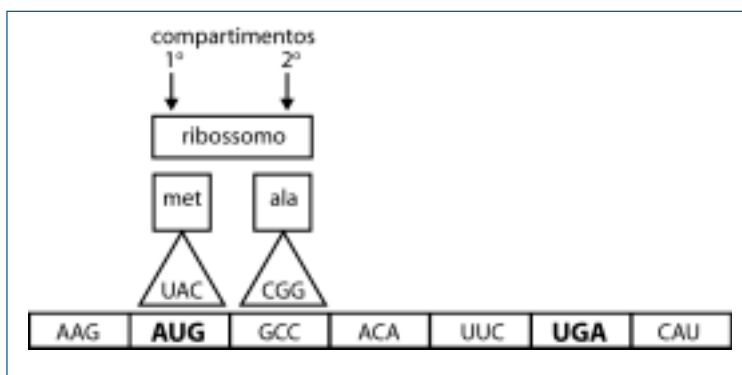 compartimentos
1º 2º
ribossomo
met ala
UAC CGG
AAG AUG GCC ACA UUC UGA CAU